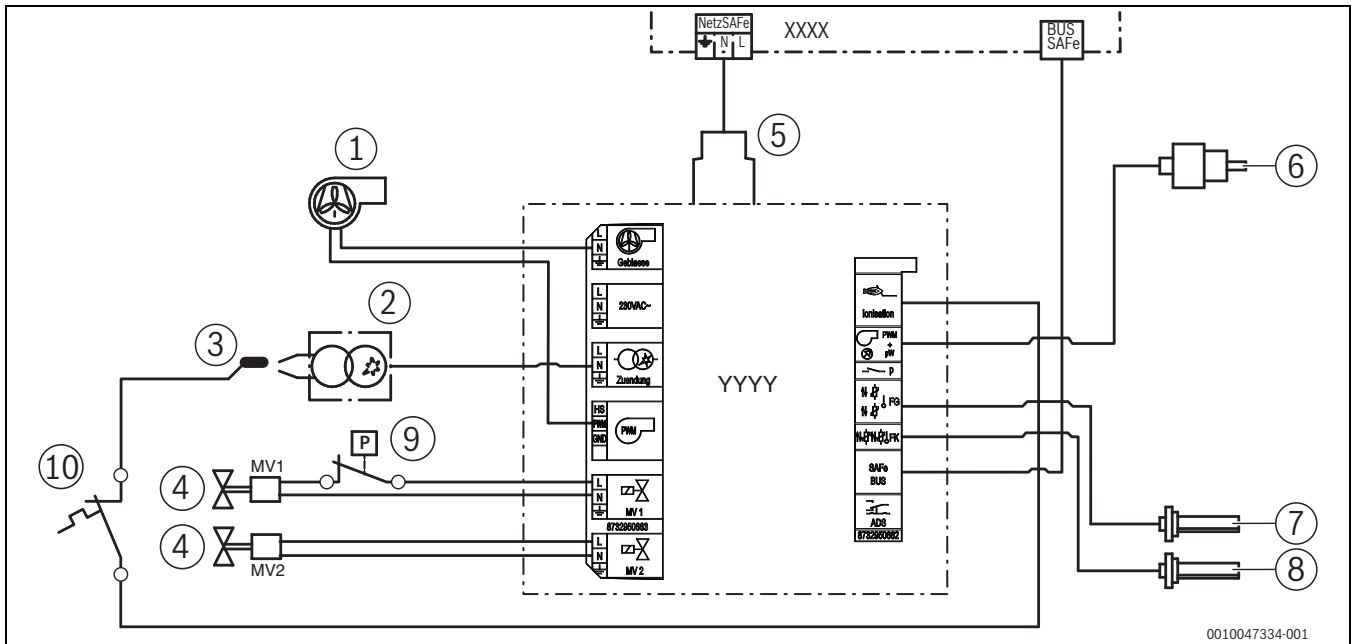 NetzSAFe
N L
XXXX
BUS
SAFe
1
5
6
2
3
L
N
Geblaese
L
N
230VAC~
L
N
Zuendung
HS
PWM
GND
PWM
YYYY
Ionisation
PWM
+
pW
P
FG
FK
SAFe
BUS
ADS
8732950662
P
9
10
4
MV1
L
N
MV 1
8732950663
4
MV2
L
N
MV 2
7
8
0010047334-001